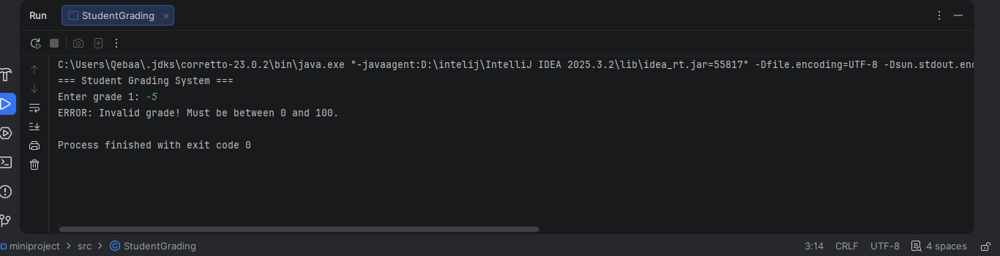 Run StudentGrading
C:\Users\Qebaa\.jdks\corretto-23.0.2\bin\java.exe "-javaagent:D:\intelij\IntelliJ IDEA 2025.3.2\lib\idea_rt.jar=55817" -Dfile.encoding=UTF-8 -Dsun.stdout.enc
=== Student Grading System ===
Enter grade 1: -5
ERROR: Invalid grade! Must be between 0 and 100.
Process finished with exit code 0
miniproject > src > StudentGrading 3:14 CRLF UTF-8 4 spaces